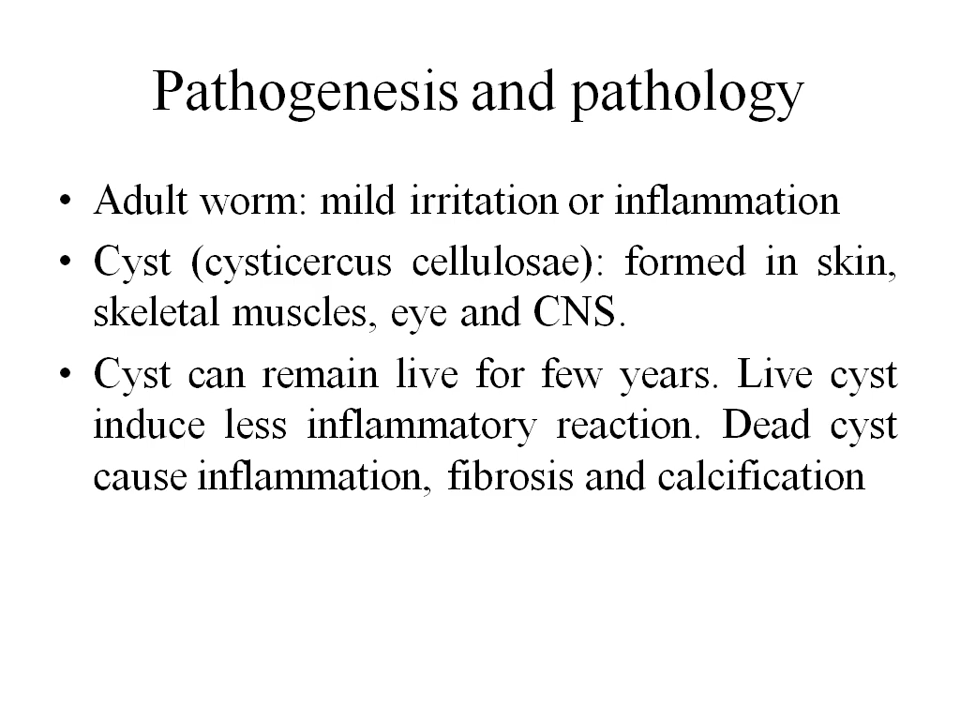 Pathogenesis and pathology
• Adult worm: mild irritation or inflammation
• Cyst (cysticercus cellulosae): formed in skin,
skeletal muscles, eye and CNS.
• Cyst can remain live for few years. Live cyst
induce less inflammatory reaction. Dead cyst
cause inflammation, fibrosis and calcification